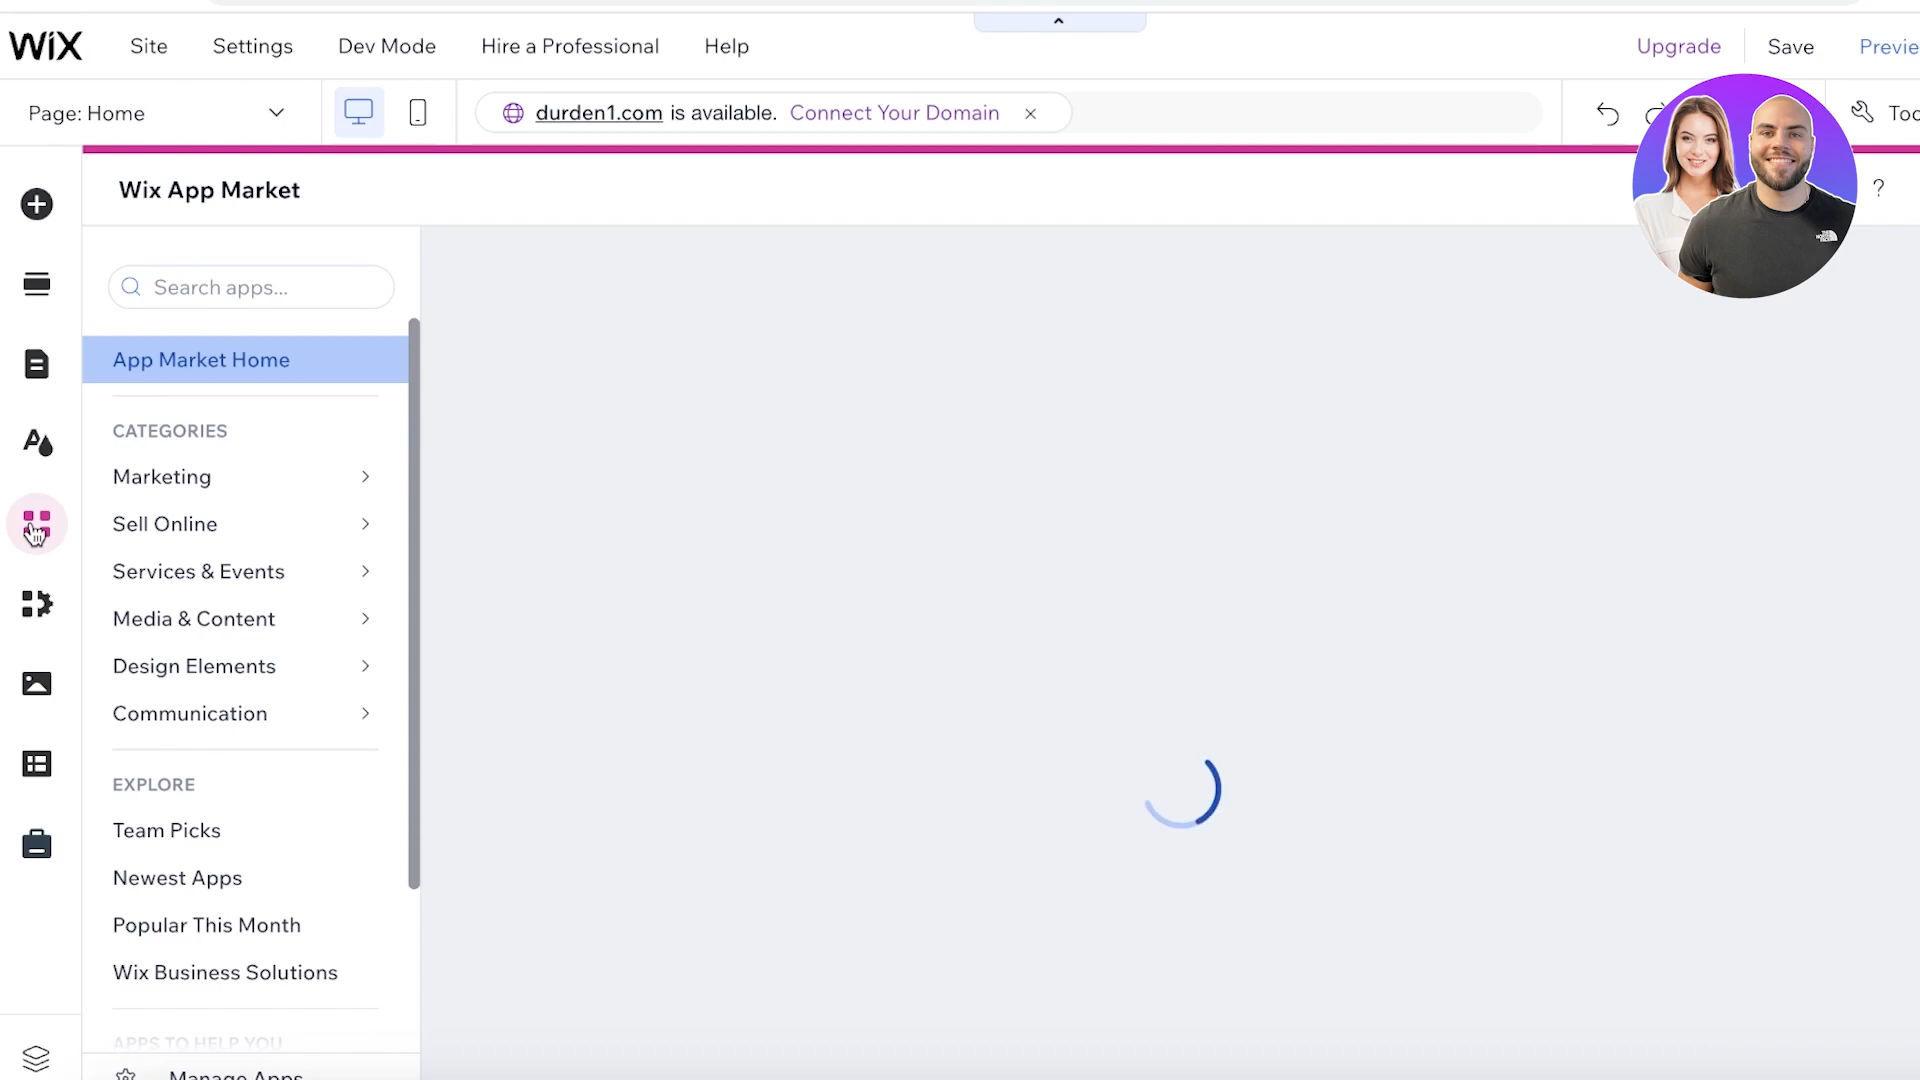 WiX Site Settings Dev Mode Hire a Professional Help Upgrade Save Previe
Page: Home durden1.com is available. Connect Your Domain Too
Wix App Market ?
Search apps...
App Market Home
CATEGORIES
Marketing
Sell Online
Services & Events
Media & Content
Design Elements
Communication
EXPLORE
Team Picks
Newest Apps
Popular This Month
Wix Business Solutions
APPS TO HELP YOU
Manage Apps